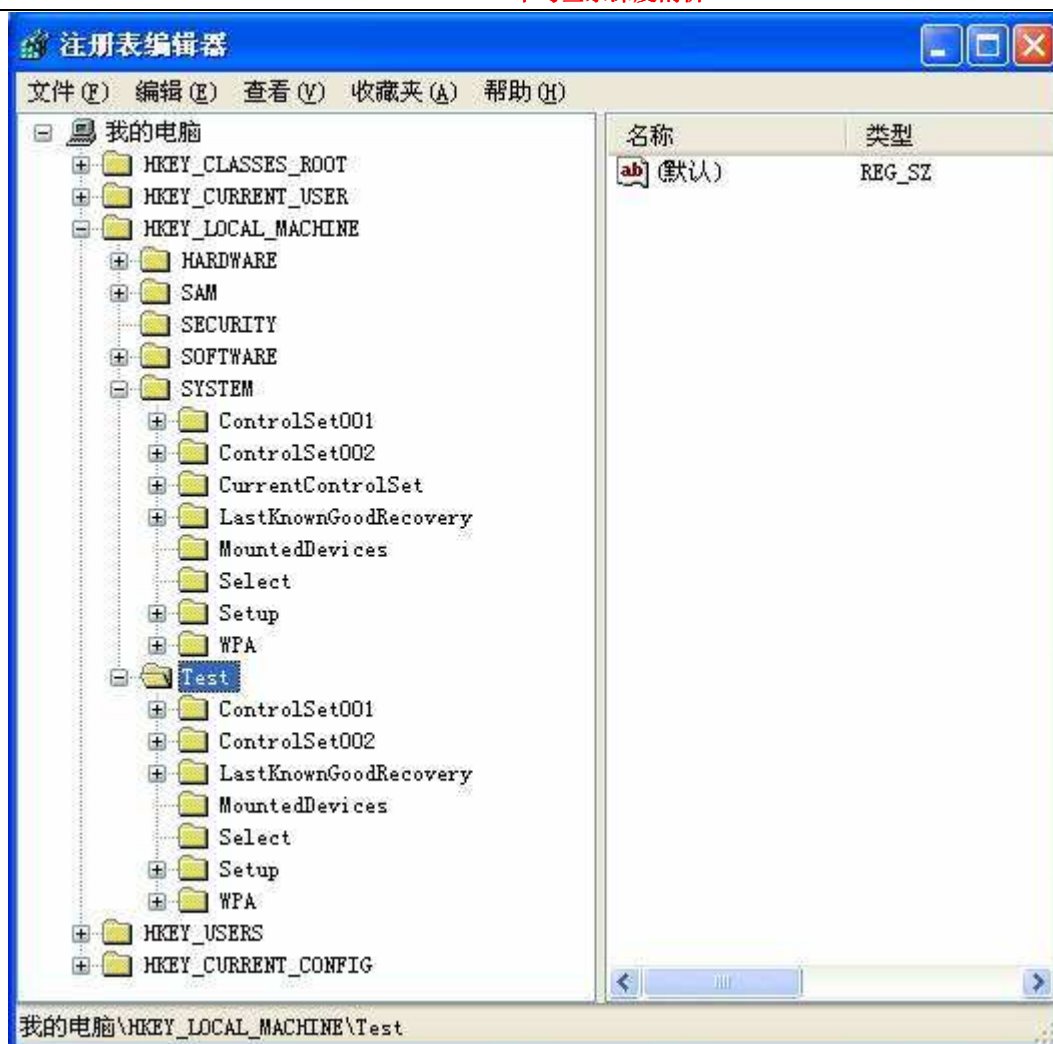 注册表编辑器
文件(F) 编辑(E) 查看(V) 收藏夹(A) 帮助(H)
我的电脑
HKEY_CLASSES_ROOT
HKEY_CURRENT_USER
HKEY_LOCAL_MACHINE
HARDWARE
SAM
SECURITY
SOFTWARE
SYSTEM
ControlSet001
ControlSet002
CurrentControlSet
LastKnownGoodRecovery
MountedDevices
Select
Setup
WPA
Test
ControlSet001
ControlSet002
LastKnownGoodRecovery
MountedDevices
Select
Setup
WPA
HKEY_USERS
HKEY_CURRENT_CONFIG
名称 类型
ab (默认) REG_SZ
我的电脑\HKEY_LOCAL_MACHINE\Test